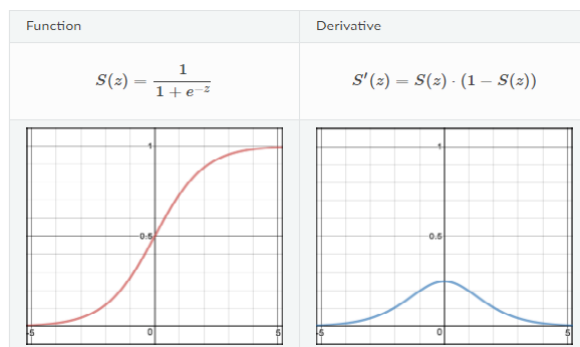 Function
Derivative
S(z) = 1 / (1 + e^{-z})
S′(z) = S(z) · (1 − S(z))
1
0.5
-5
0
5
1
0.5
-5
0
5